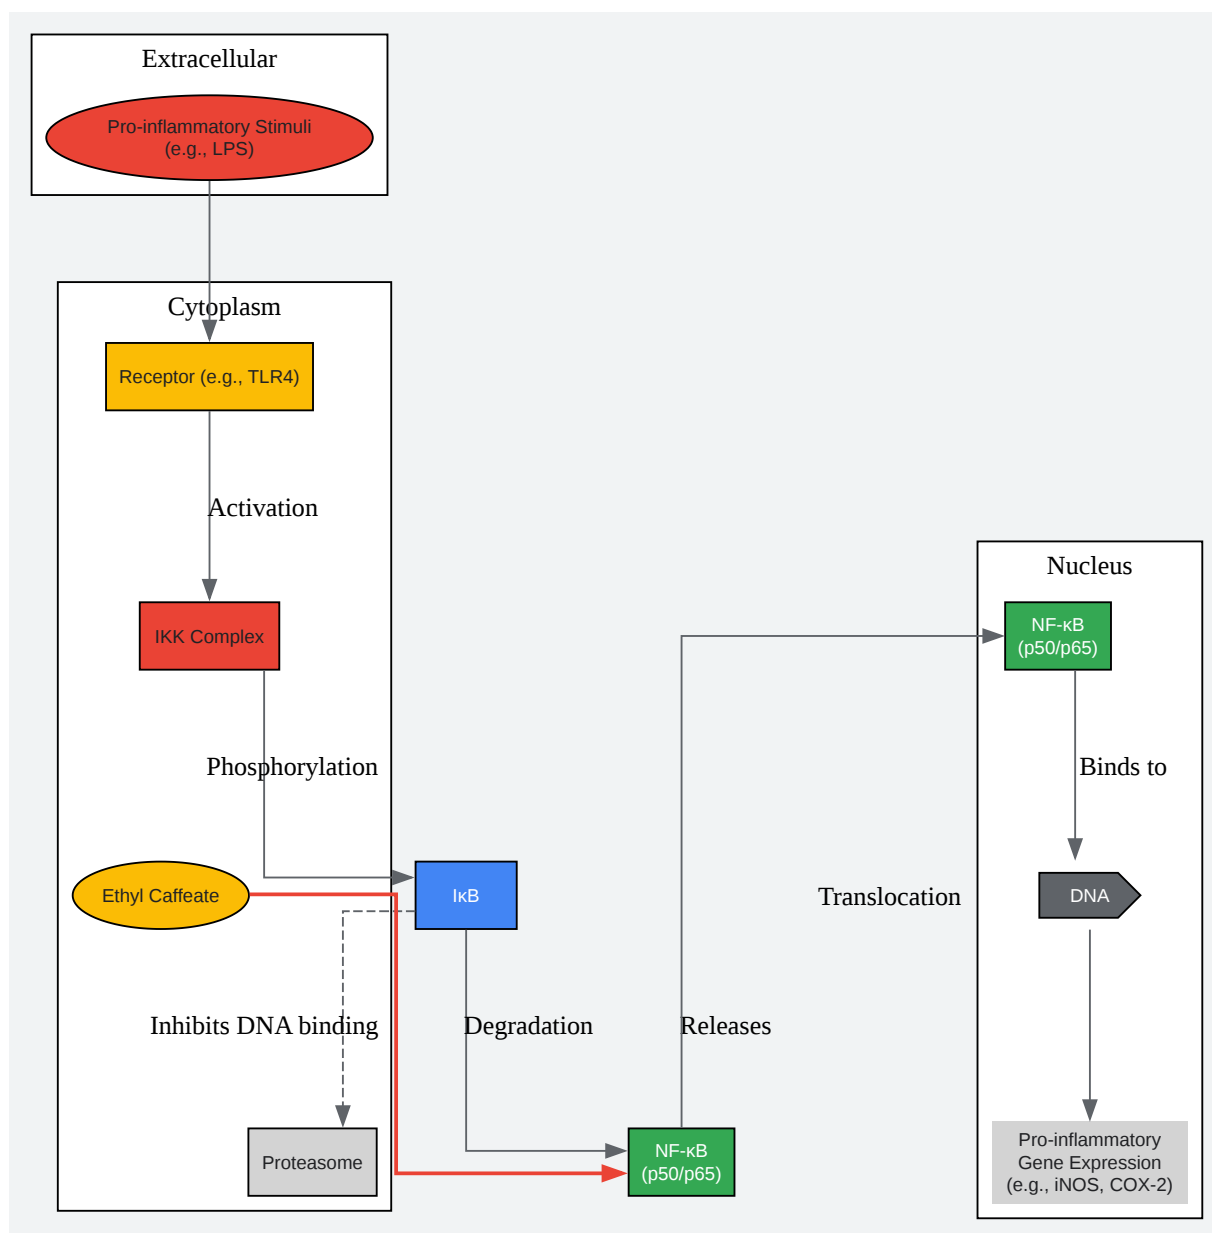 Extracellular
Pro-inflammatory Stimuli
(e.g., LPS)
Cytoplasm
Receptor (e.g., TLR4)
Activation
IKK Complex
Phosphorylation
Ethyl Caffeate
IκB
Inhibits DNA binding
Degradation
Releases
Proteasome
NF-κB
(p50/p65)
Translocation
Nucleus
NF-κB
(p50/p65)
Binds to
DNA
Pro-inflammatory
Gene Expression
(e.g., iNOS, COX-2)